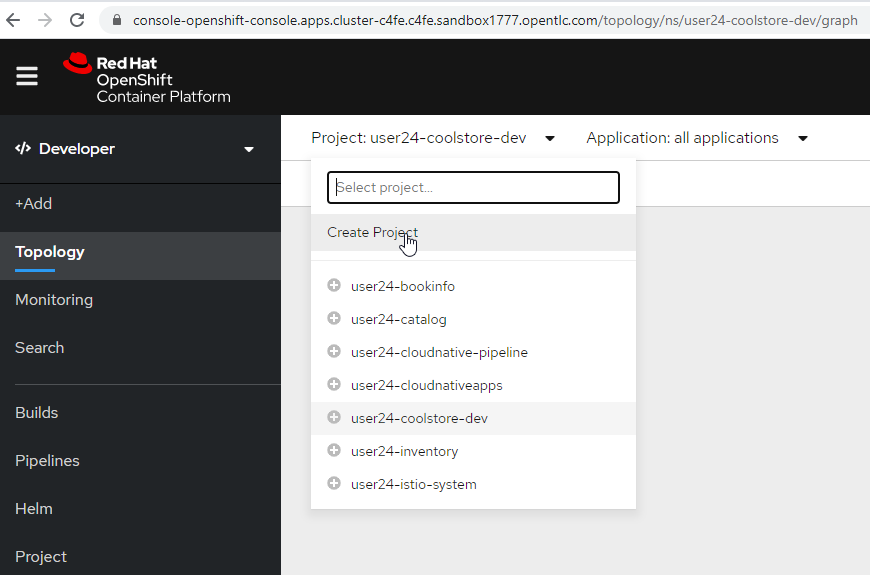 console-openshift-console.apps.cluster-c4fe.c4fe.sandbox1777.opentlc.com/topology/ns/user24-coolstore-dev/graph
Red Hat
OpenShift
Container Platform
</> Developer
Project: user24-coolstore-dev
Application: all applications
Select project...
Create Project
user24-bookinfo
user24-catalog
user24-cloudnative-pipeline
user24-cloudnativeapps
user24-coolstore-dev
user24-inventory
user24-istio-system
+Add
Topology
Monitoring
Search
Builds
Pipelines
Helm
Project